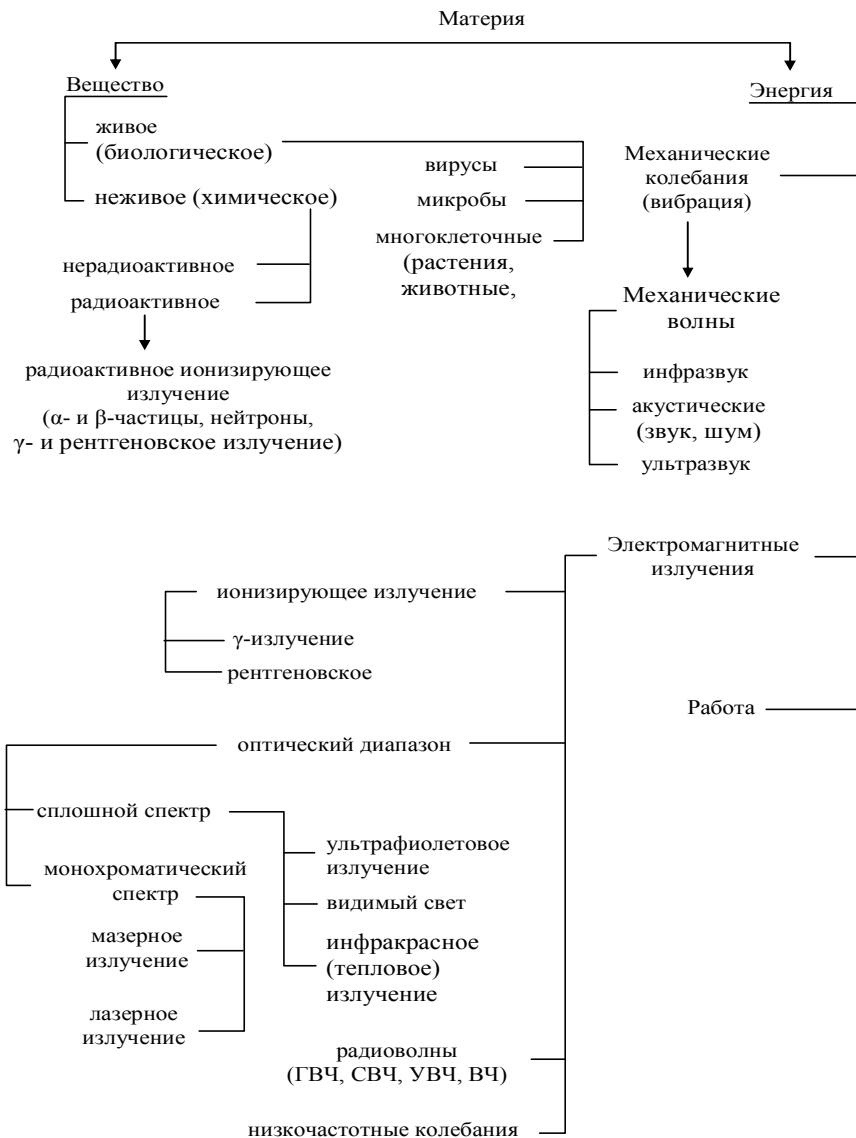 Материя
Вещество
Энергия
живое
(биологическое)
неживое (химическое)
нерадиоактивное
радиоактивное
радиоактивное ионизирующее
излучение
(α- и β-частицы, нейтроны,
γ- и рентгеновское излучение)
вирусы
микробы
многоклеточные
(растения,
животные,
Механические
колебания
(вибрация)
Механические
волны
инфразвук
акустические
(звук, шум)
ультразвук
Электромагнитные
излучения
ионизирующее излучение
γ-излучение
рентгеновское
Работа
оптический диапазон
сплошной спектр
ультрафиолетовое
излучение
видимый свет
инфракрасное
(тепловое)
излучение
монохроматический
спектр
мазерное
излучение
лазерное
излучение
радиоволны
(ГВЧ, СВЧ, УВЧ, ВЧ)
низкочастотные колебания